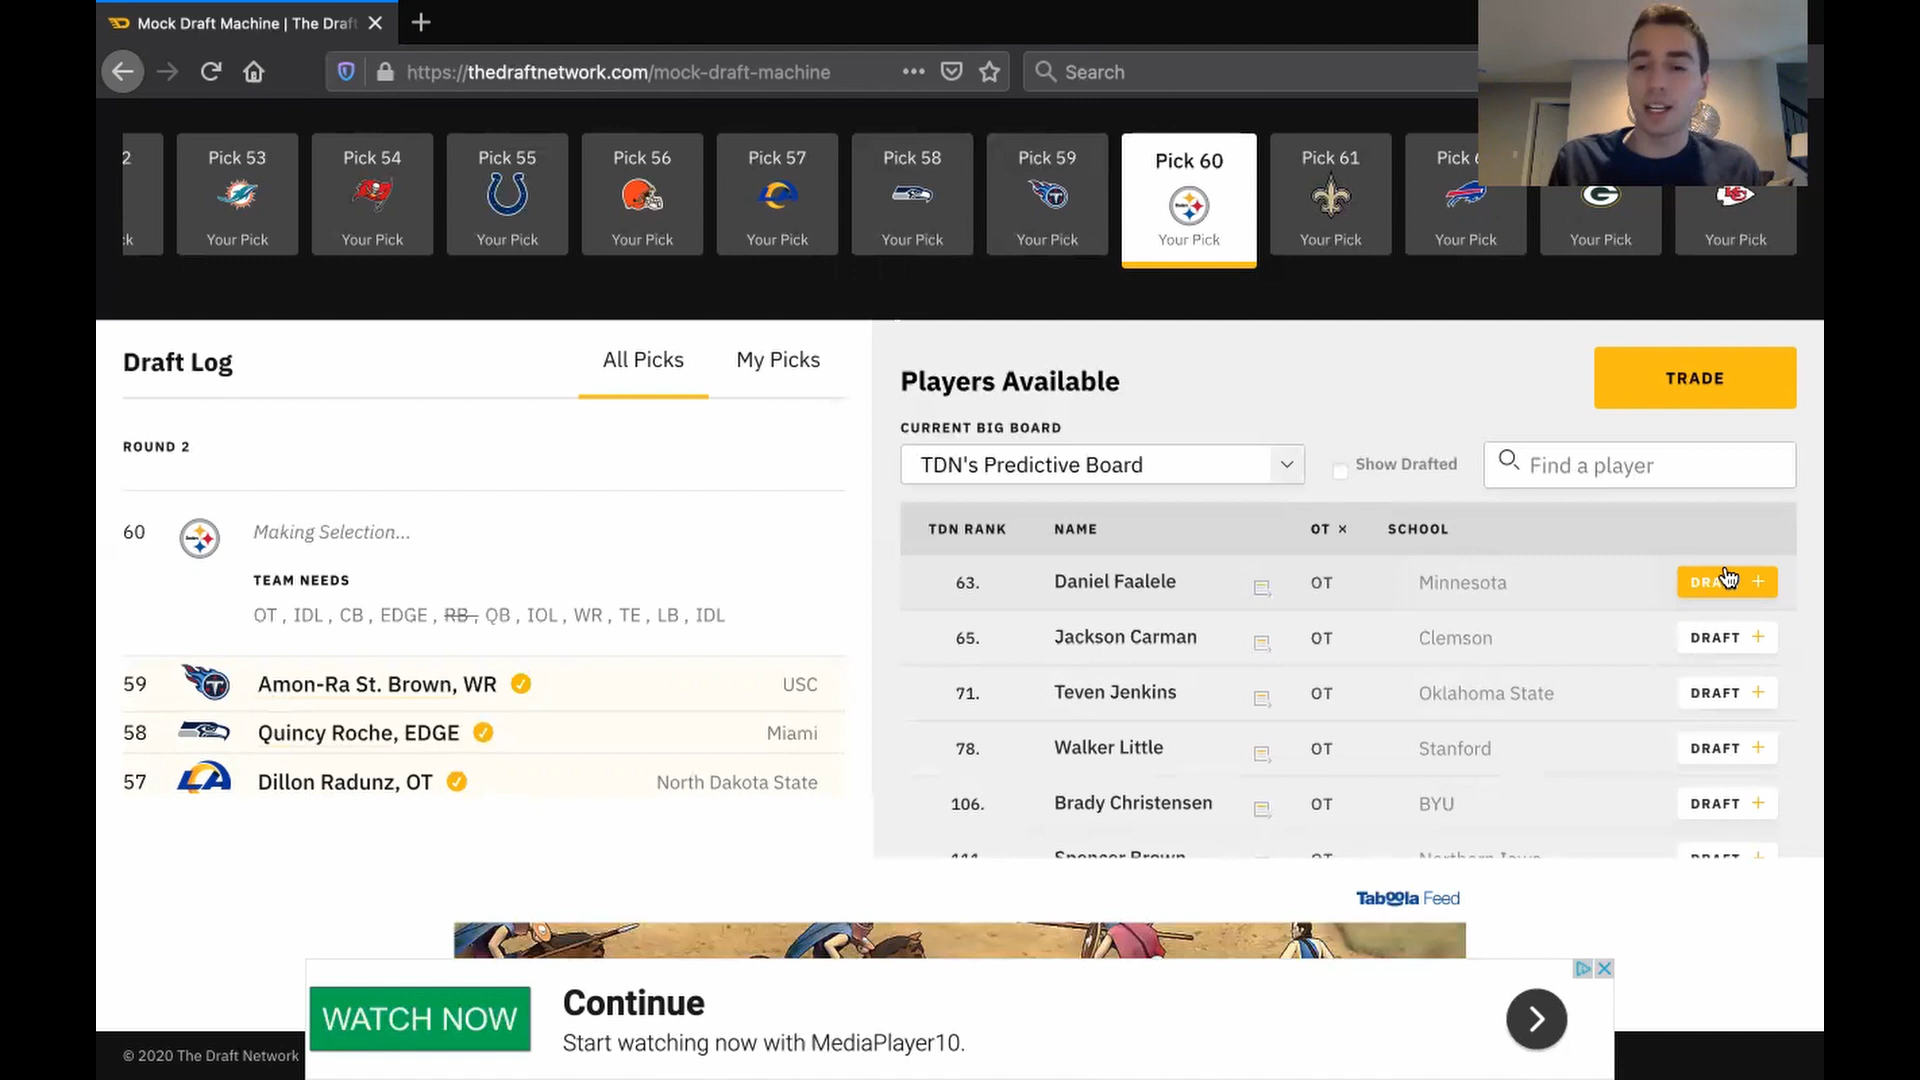 Mock Draft Machine | The Draft
https://thedraftnetwork.com/mock-draft-machine
Search
2
Pick 53
Pick 54
Pick 55
Pick 56
Pick 57
Pick 58
Pick 59
Pick 60
Pick 61
Pick
Your Pick
Your Pick
Your Pick
Your Pick
Your Pick
Your Pick
Your Pick
Your Pick
Your Pick
Your Pick
Your Pick
Your Pick
Draft Log
All Picks
My Picks
ROUND 2
60
Steelers
Making Selection...
TEAM NEEDS
OT , IDL , CB , EDGE , RB , QB , IOL , WR , TE , LB , IDL
59 Amon-Ra St. Brown, WR USC
58 Quincy Roche, EDGE Miami
57 Dillon Radunz, OT North Dakota State
Players Available
TRADE
CURRENT BIG BOARD
TDN's Predictive Board
Show Drafted
Find a player
TDN RANK NAME OT × SCHOOL
63. Daniel Faalele OT Minnesota
65. Jackson Carman OT Clemson DRAFT +
71. Teven Jenkins OT Oklahoma State DRAFT +
78. Walker Little OT Stanford DRAFT +
106. Brady Christensen OT BYU DRAFT +
Taboola Feed
WATCH NOW
Continue
Start watching now with MediaPlayer10.
© 2020 The Draft Network